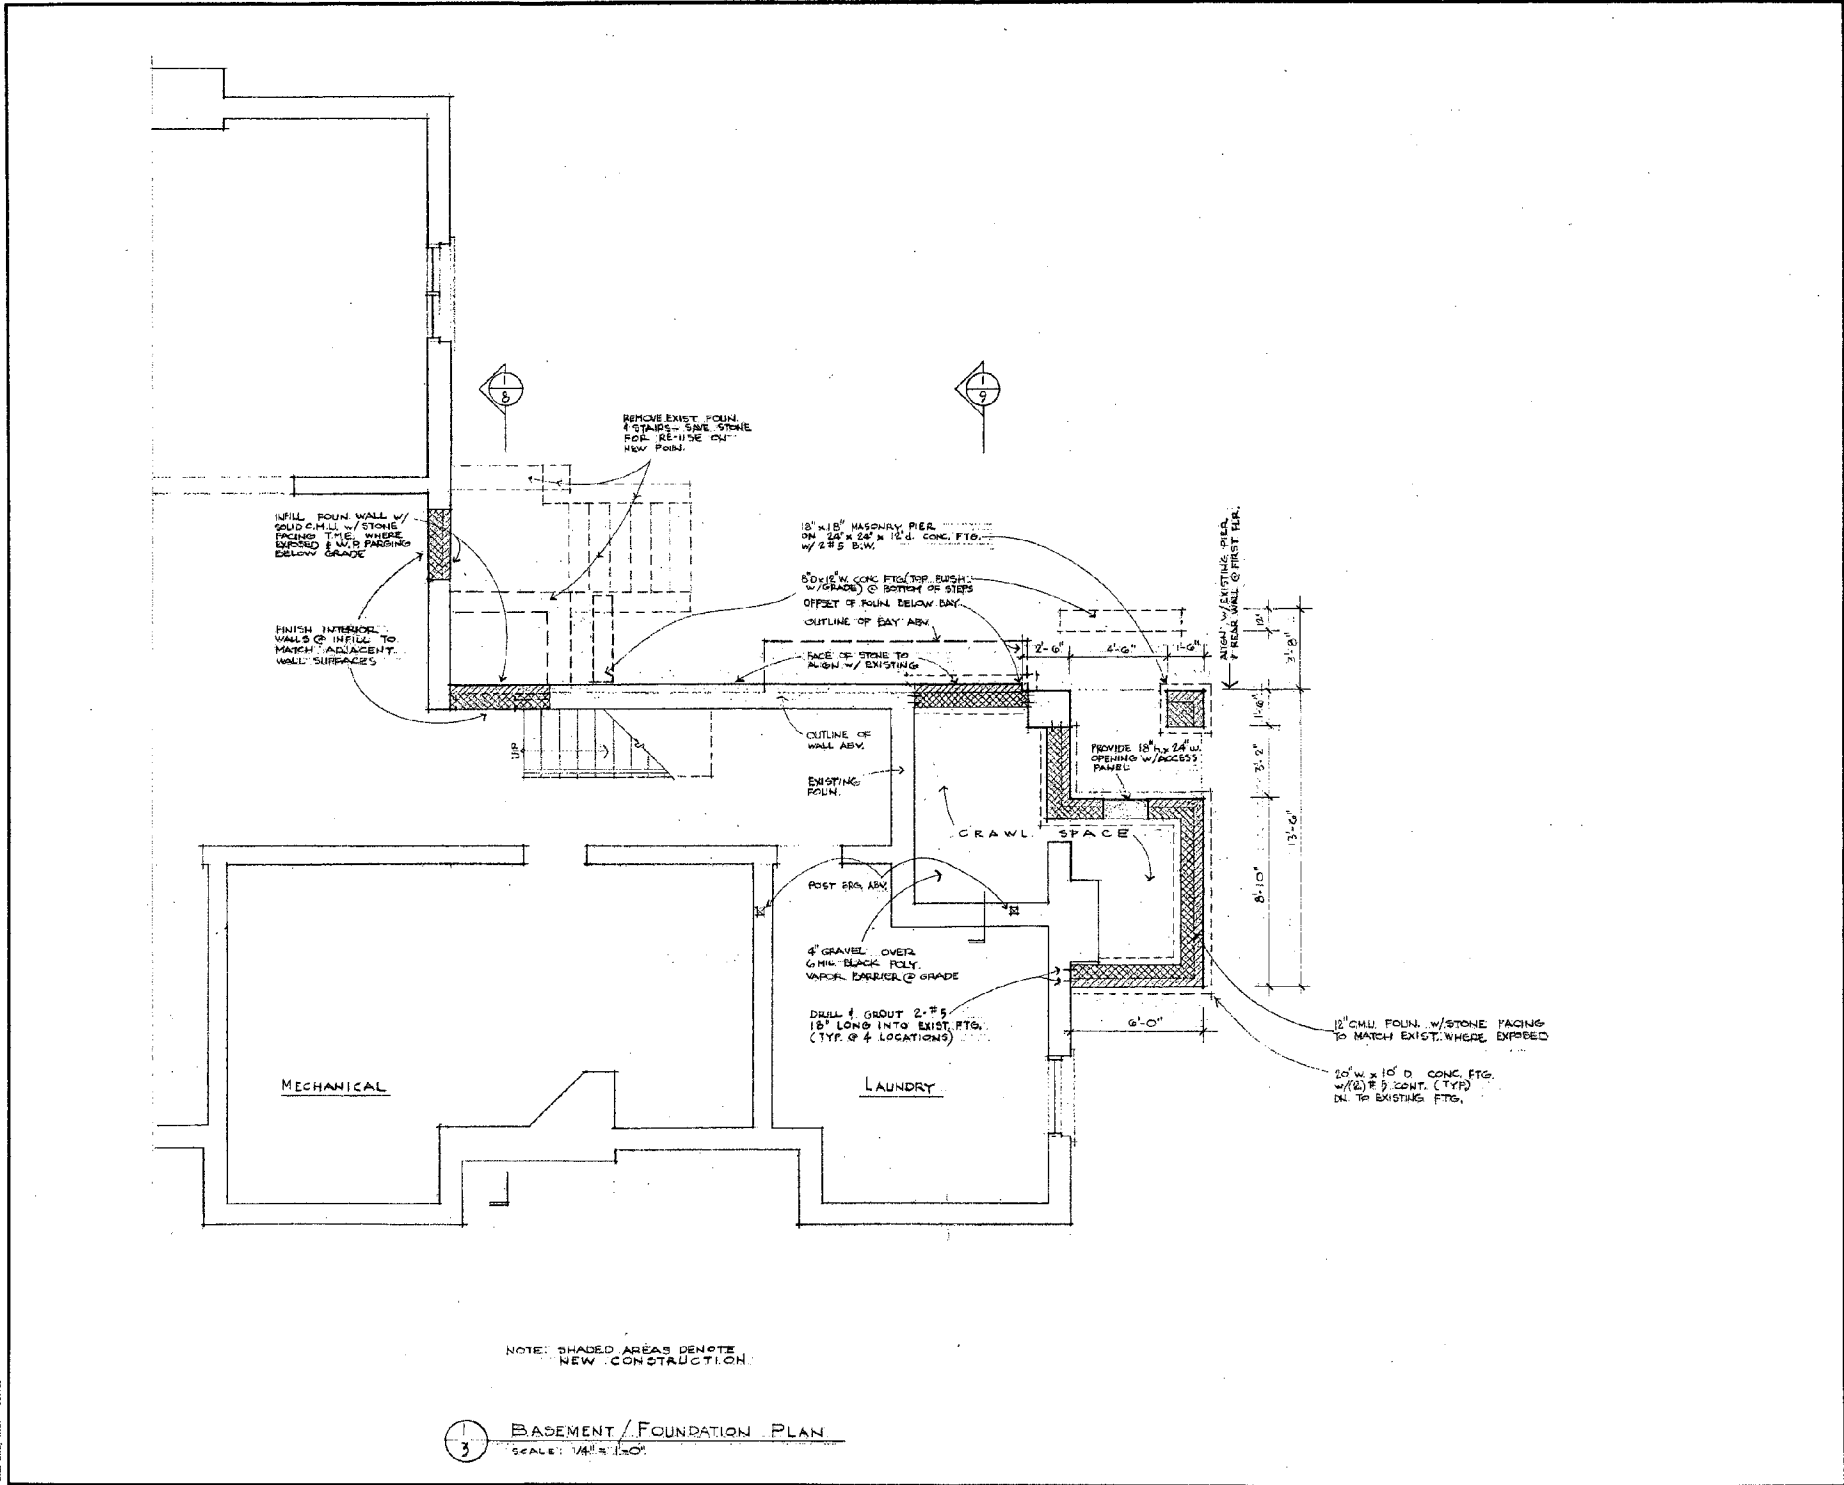 1
8
1
9
REMOVE EXIST. FOUN.
& STAIRS - SAVE STONE
FOR RE-USE ON
NEW FOUN.
INFILL FOUN. WALL W/
SOLID C.M.U. W/ STONE
FACING T.M.E. WHERE
EXPOSED & W.P. PARGING
BELOW GRADE
FINISH INTERIOR
WALLS @ INFILL TO
MATCH ADJACENT
WALL SURFACES
18" x 18" MASONRY PIER
ON 24" x 24" x 12" d. CONC. FTG.
W/ 2 #5 B.W.
8" D x 12" W. CONC FTG (TOP FLUSH
W/GRADE) @ BOTTOM OF STEPS
OFFSET OF FOUN. BELOW BAY
OUTLINE OF BAY ABV.
FACE OF STONE TO
ALIGN W/ EXISTING
ALIGN W/ EXISTING PIER
& REAR WALL @ FIRST FLR.
2'-6"
4'-6"
1'-6"
12"
3'-8"
1'-6"
3'-2"
13'-6"
8'-10"
6'-0"
UP
OUTLINE OF
WALL ABV.
EXISTING
FOUN.
PROVIDE 18" h. x 24" w.
OPENING W/ACCESS
PANEL
CRAWL SPACE
POST BRG. ABV.
4" GRAVEL OVER
6 MIL BLACK POLY.
VAPOR BARRIER @ GRADE
DRILL & GROUT 2-#5
18" LONG INTO EXIST. FTG.
(TYP. @ 4 LOCATIONS)
12" C.M.U. FOUN. W/STONE FACING
TO MATCH EXIST. WHERE EXPOSED
20" W. x 10" D. CONC. FTG.
W/(2) #5 CONT. (TYP)
DN. TO EXISTING FTG.
MECHANICAL
LAUNDRY
NOTE: SHADED AREAS DENOTE
NEW CONSTRUCTION
1
3
BASEMENT / FOUNDATION PLAN
SCALE: 1/4" = 1'-0"